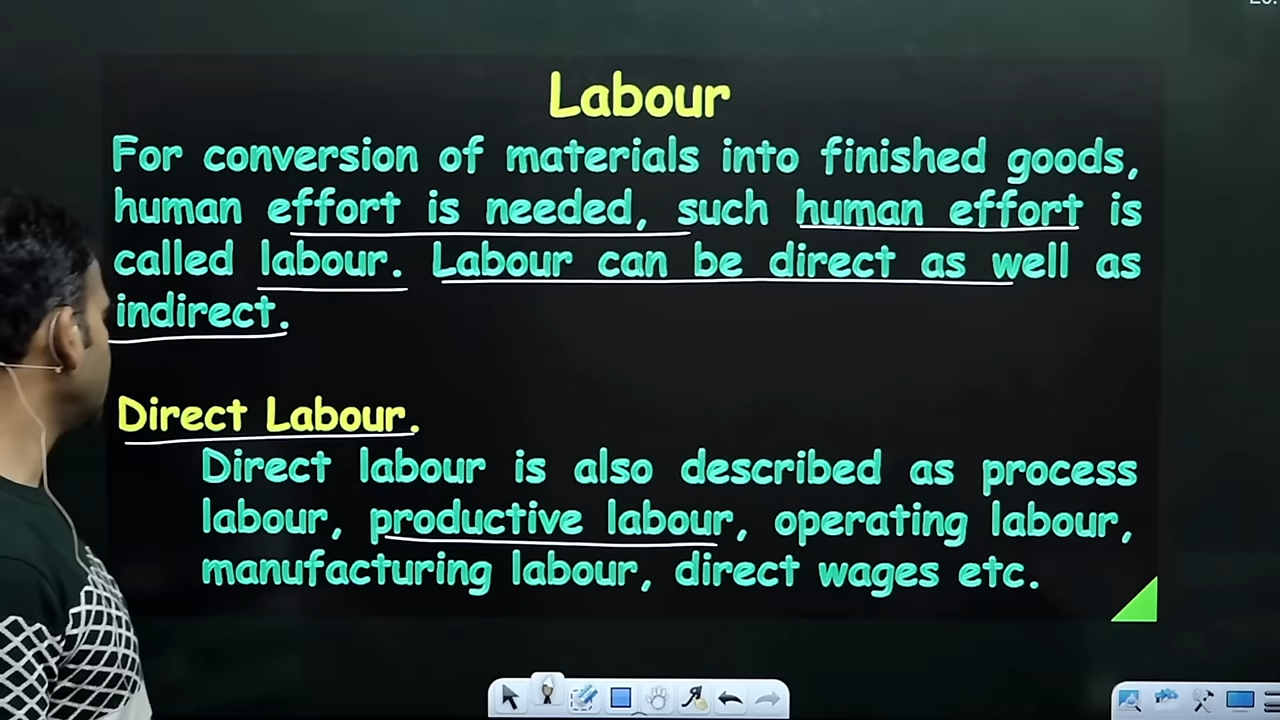 Labour
For conversion of materials into finished goods,
human effort is needed, such human effort is
called labour. Labour can be direct as well as
indirect.
Direct Labour.
Direct labour is also described as process
labour, productive labour, operating labour,
manufacturing labour, direct wages etc.